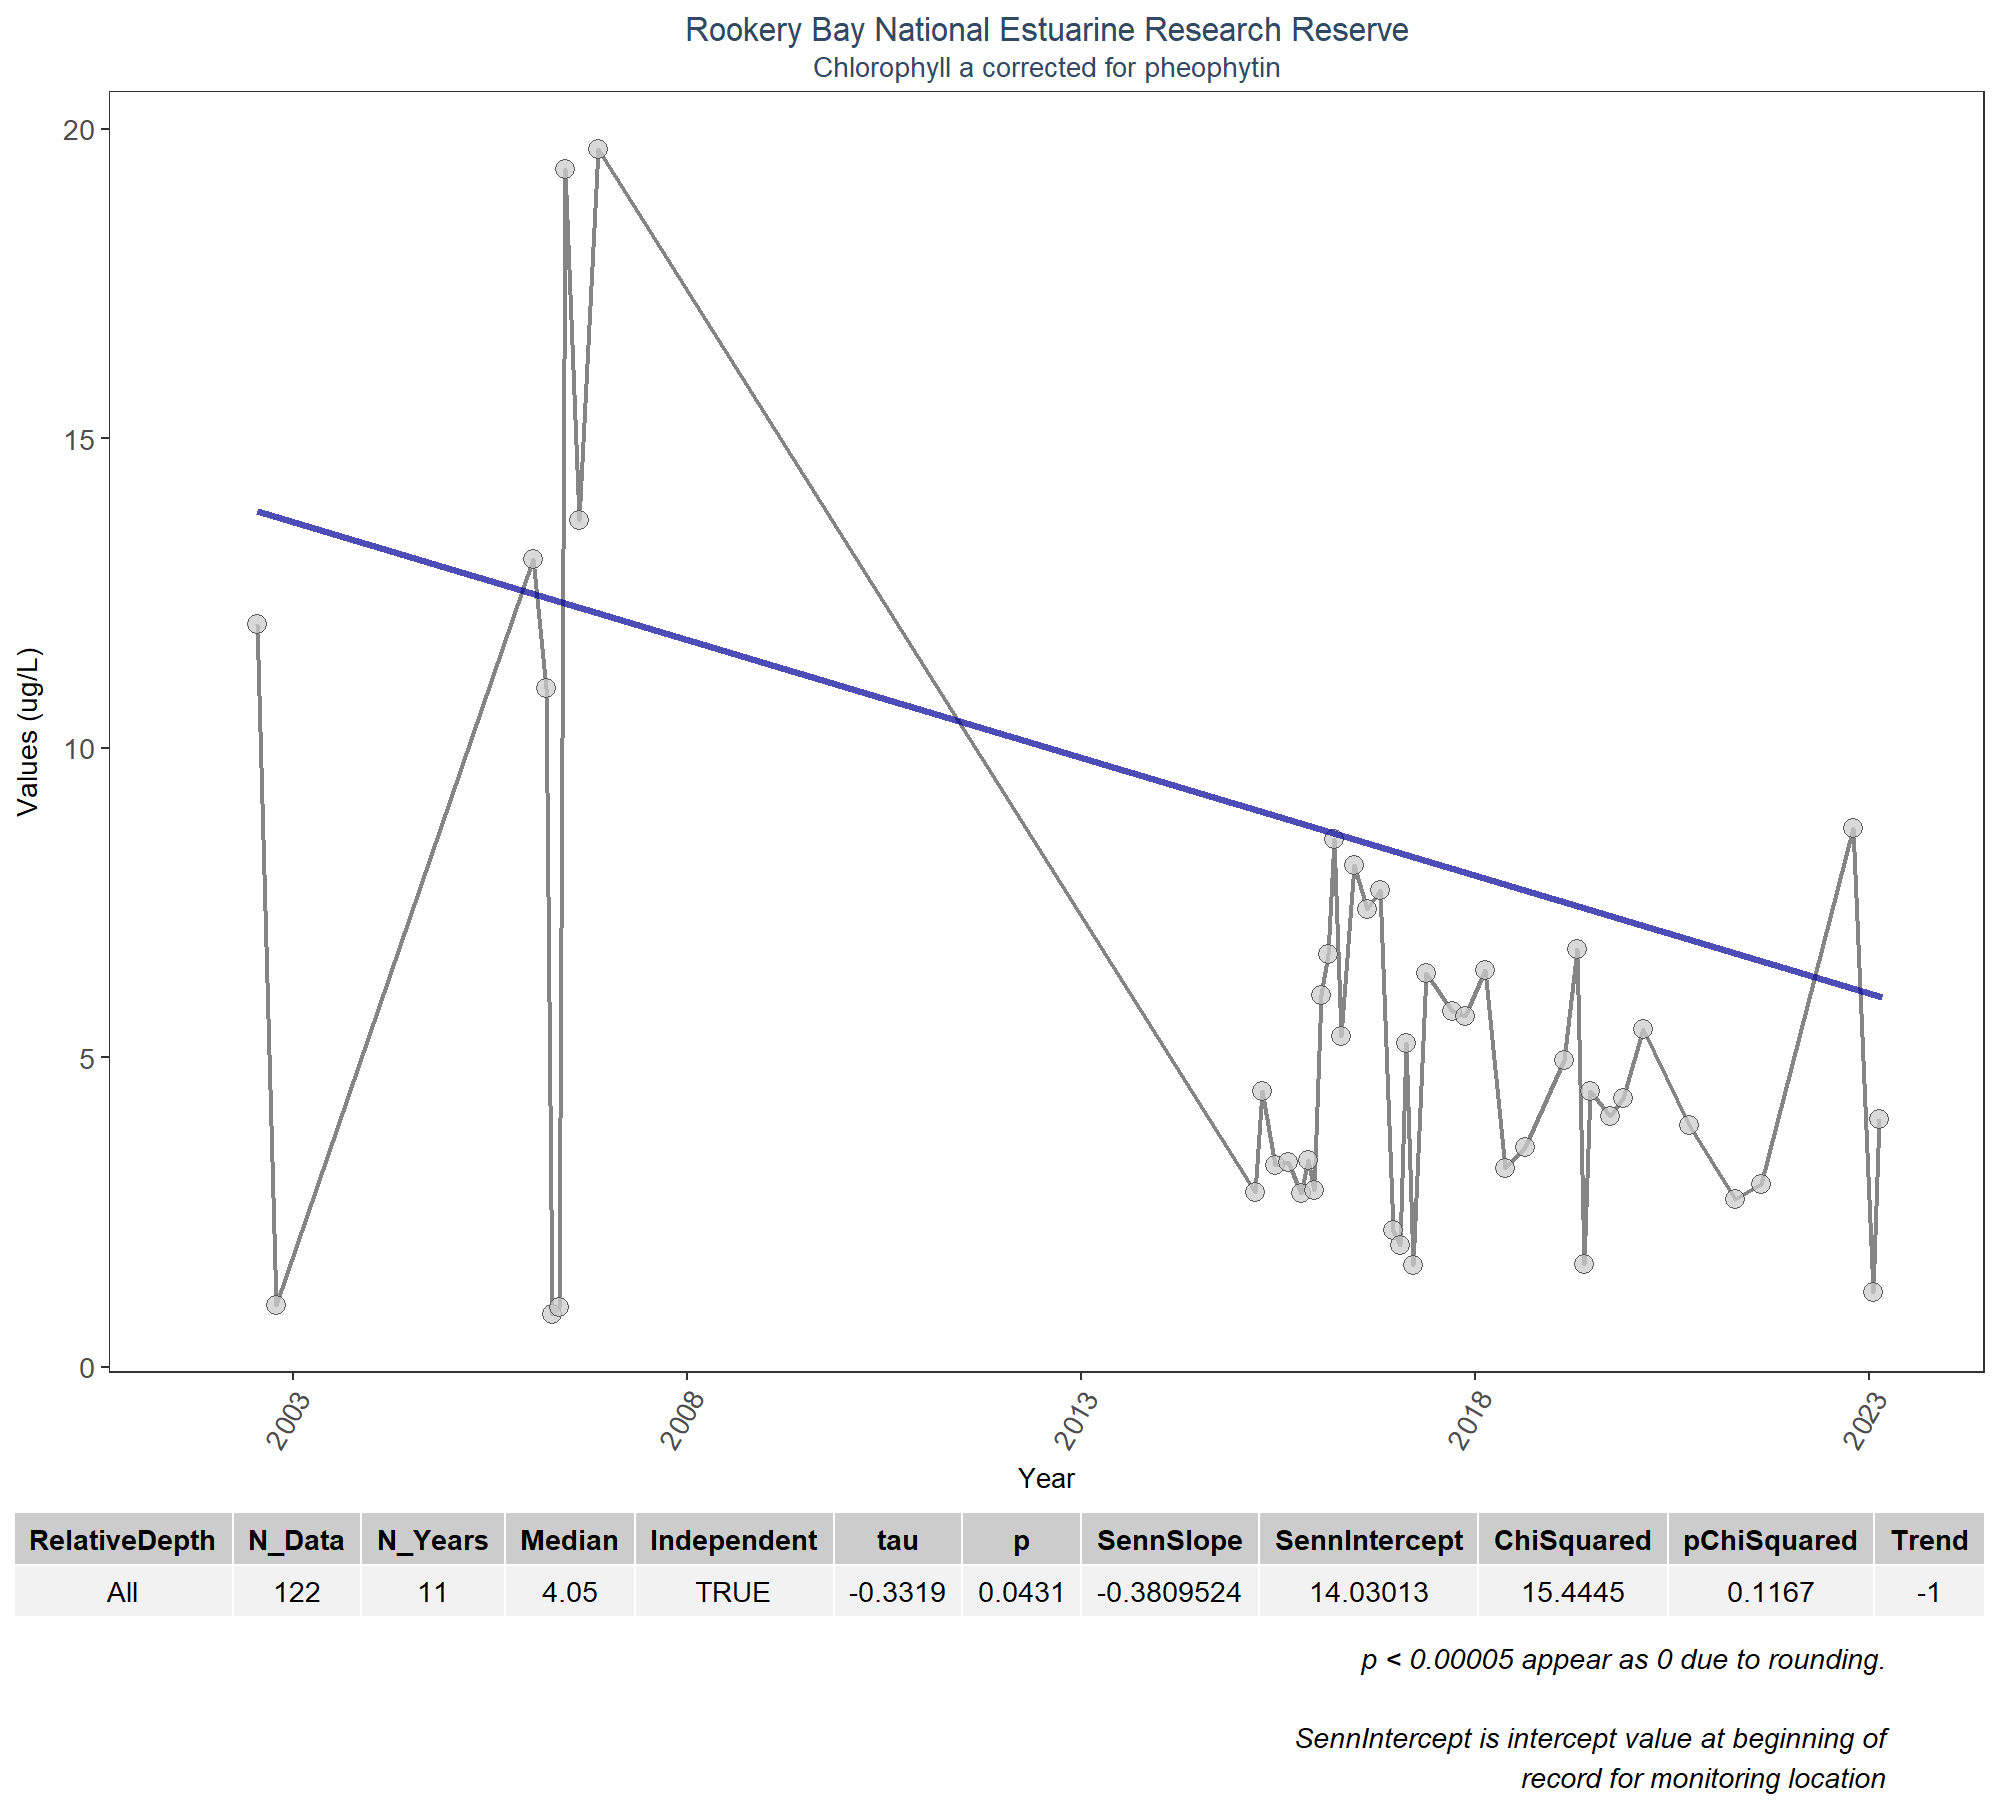 Rookery Bay National Estuarine Research Reserve
Chlorophyll a corrected for pheophytin
20
15
10
5
0
Values (ug/L)
2003 2008 2013 2018 2023
Year
RelativeDepth N_Data N_Years Median Independent tau p SennSlope SennIntercept ChiSquared pChiSquared Trend
All 122 11 4.05 TRUE -0.3319 0.0431 -0.3809524 14.03013 15.4445 0.1167 -1
p < 0.00005 appear as 0 due to rounding.
SennIntercept is intercept value at beginning of
record for monitoring location